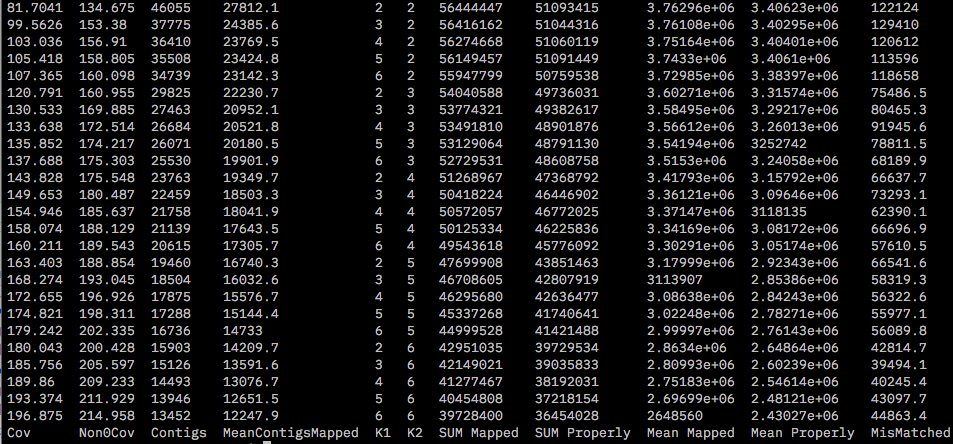 81.7041 134.675 46055 27812.1 2 2 56444447 51093415 3.76296e+06 3.40623e+06 122124
99.5626 153.38 37775 24385.6 3 2 56416162 51044316 3.76108e+06 3.40295e+06 129410
103.036 156.91 36410 23769.5 4 2 56274668 51060119 3.75164e+06 3.40401e+06 120612
105.418 158.805 35508 23424.8 5 2 56149457 51091449 3.7433e+06 3.4061e+06 113596
107.365 160.098 34739 23142.3 6 2 55947799 50759538 3.72985e+06 3.38397e+06 118658
120.791 160.955 29825 22230.7 2 3 54040588 49736031 3.60271e+06 3.31574e+06 75486.5
130.533 169.885 27463 20952.1 3 3 53774321 49382617 3.58495e+06 3.29217e+06 80465.3
133.638 172.514 26684 20521.8 4 3 53491810 48901876 3.56612e+06 3.26013e+06 91945.6
135.852 174.217 26071 20180.5 5 3 53129064 48791130 3.54194e+06 3252742 78811.5
137.688 175.303 25530 19901.9 6 3 52729531 48608758 3.5153e+06 3.24058e+06 68189.9
143.828 175.548 23763 19349.7 2 4 51268967 47368792 3.41793e+06 3.15792e+06 66637.7
149.653 180.487 22459 18503.3 3 4 50418224 46446902 3.36121e+06 3.09646e+06 73293.1
154.946 185.637 21758 18041.9 4 4 50572057 46772025 3.37147e+06 3118135 62390.1
158.074 188.129 21139 17643.5 5 4 50125334 46225836 3.34169e+06 3.08172e+06 66696.9
160.211 189.543 20615 17305.7 6 4 49543618 45776092 3.30291e+06 3.05174e+06 57610.5
163.403 188.854 19460 16740.3 2 5 47699908 43851463 3.17999e+06 2.92343e+06 66541.6
168.274 193.045 18504 16032.6 3 5 46708605 42807919 3113907 2.85386e+06 58319.3
172.655 196.926 17875 15576.7 4 5 46295680 42636477 3.08638e+06 2.84243e+06 56322.6
174.821 198.311 17288 15144.4 5 5 45337268 41740641 3.02248e+06 2.78271e+06 55977.1
179.242 202.335 16736 14733 6 5 44999528 41421488 2.99997e+06 2.76143e+06 56089.8
180.043 200.428 15903 14209.7 2 6 42951035 39729534 2.8634e+06 2.64864e+06 42814.7
185.756 205.597 15126 13591.6 3 6 42149021 39035833 2.80993e+06 2.60239e+06 39494.1
189.86 209.233 14493 13076.7 4 6 41277467 38192031 2.75183e+06 2.54614e+06 40245.4
193.374 211.929 13946 12651.5 5 6 40454808 37218154 2.69699e+06 2.48121e+06 43097.7
196.875 214.958 13452 12247.9 6 6 39728400 36454028 2648560 2.43027e+06 44863.4
Cov Non0Cov Contigs MeanContigsMapped K1 K2 SUM Mapped SUM Properly Mean Mapped Mean Properly MisMatched